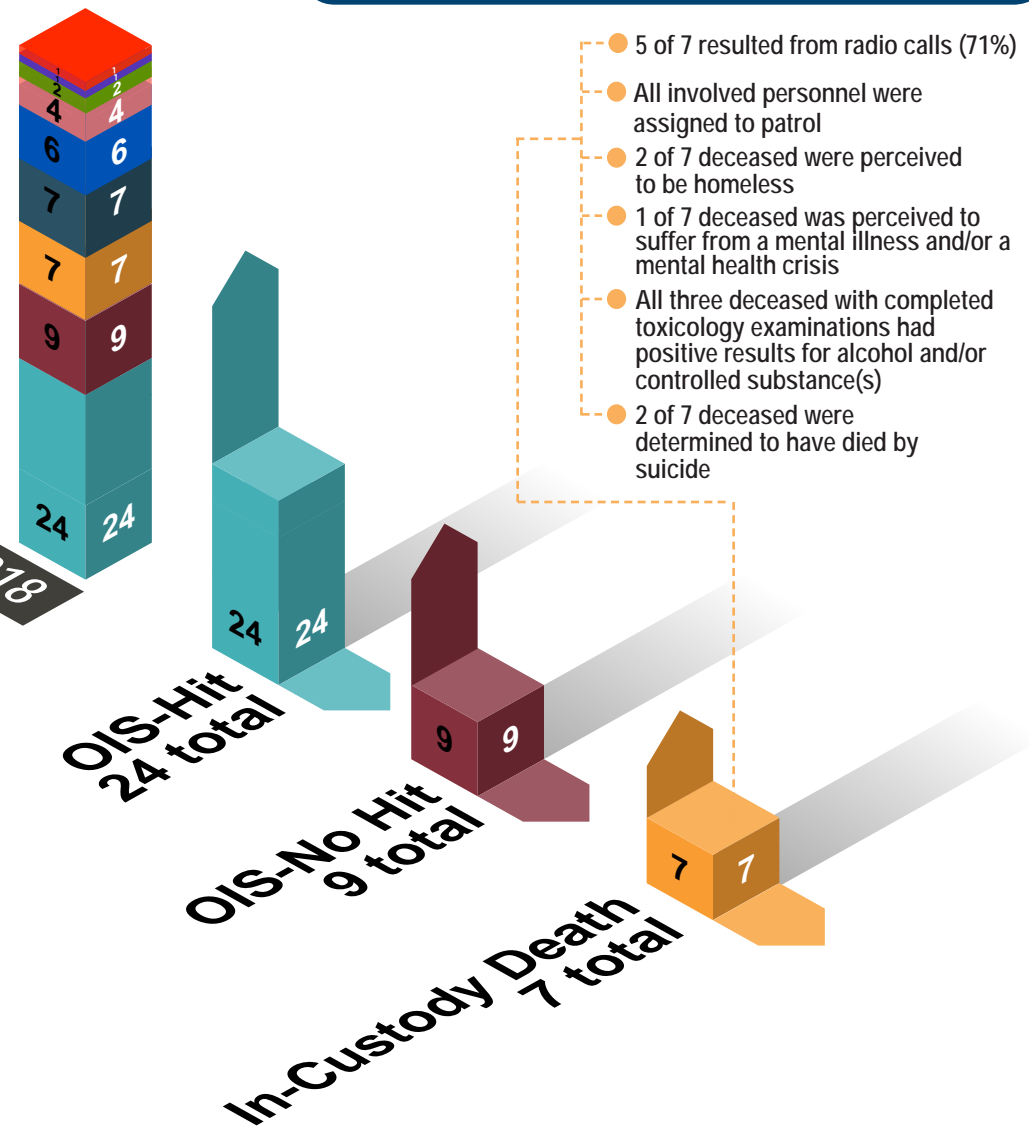 5 of 7 resulted from radio calls (71%)
All involved personnel were
assigned to patrol
2 of 7 deceased were perceived
to be homeless
1 of 7 deceased was perceived to
suffer from a mental illness and/or a
mental health crisis
All three deceased with completed
toxicology examinations had
positive results for alcohol and/or
controlled substance(s)
2 of 7 deceased were
determined to have died by
suicide
1 1
1 1
2 2
4 4
6 6
7 7
7 7
9 9
24 24
18
24 24
OIS-Hit
24 total
9 9
OIS-No Hit
9 total
7 7
In-Custody Death
7 total